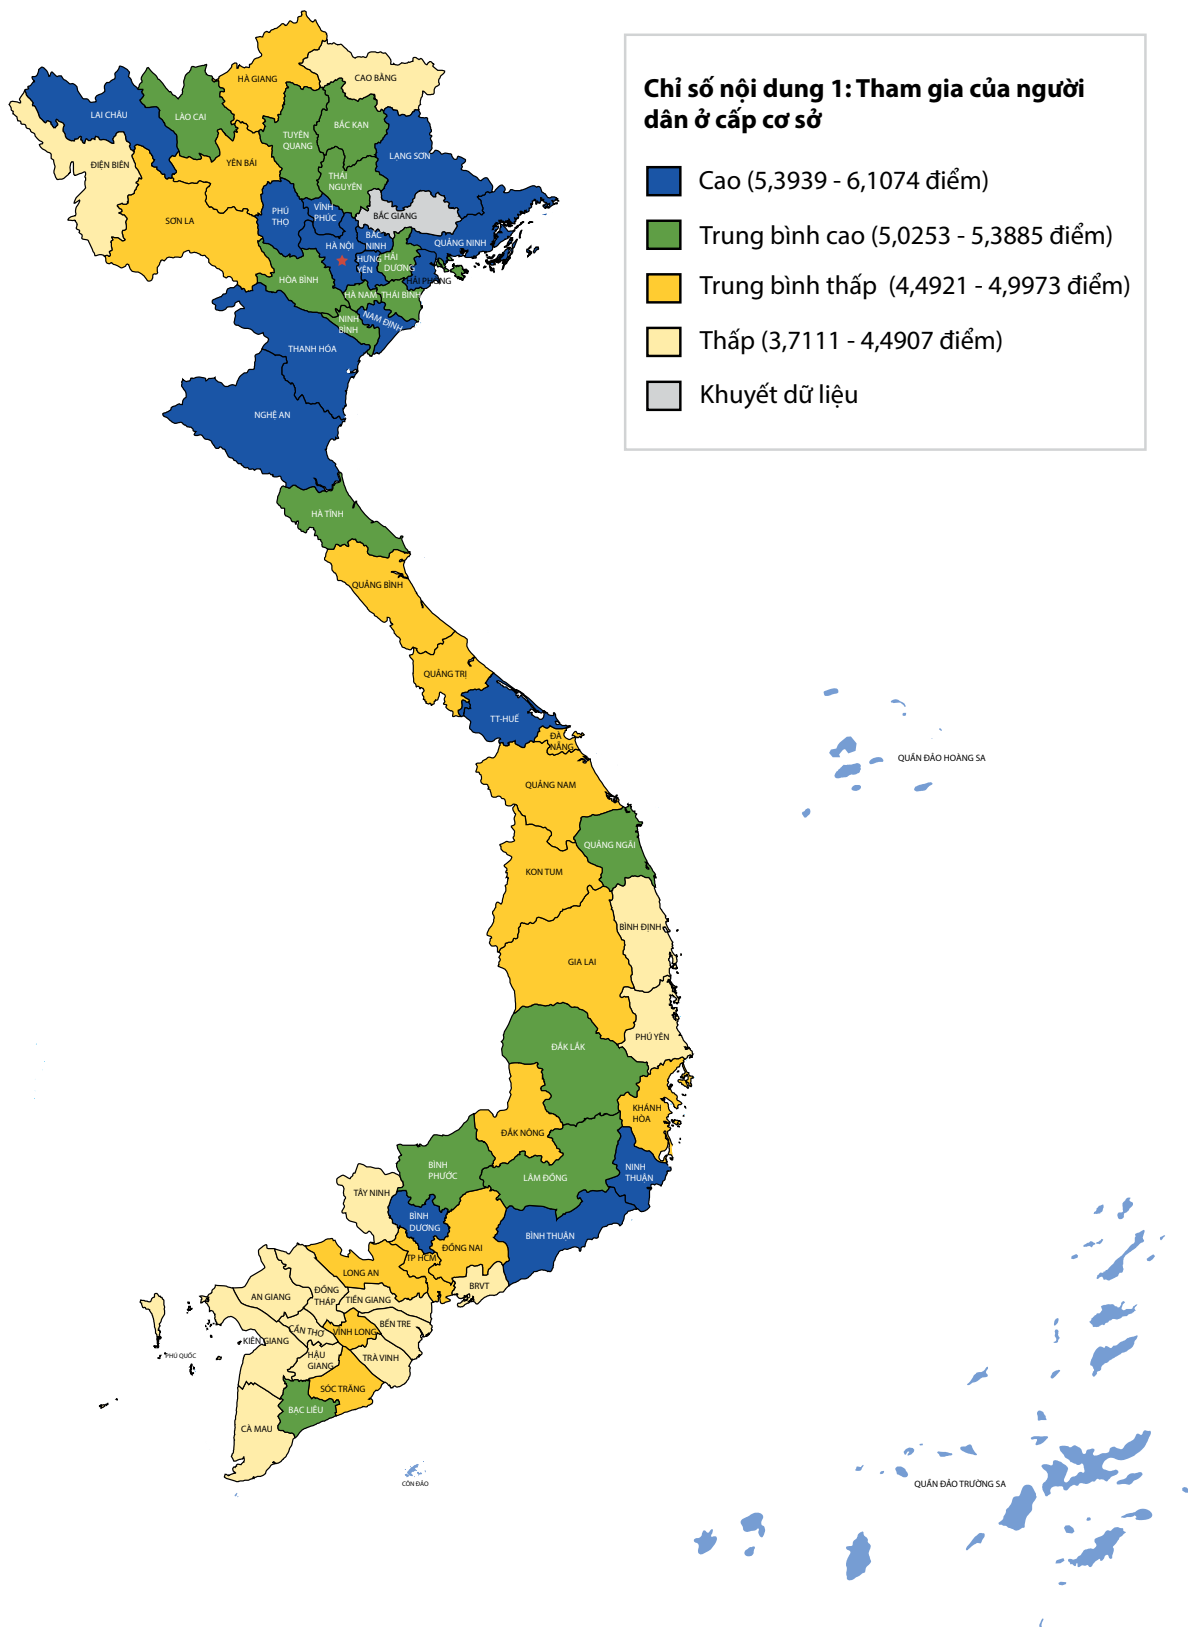 Chỉ số nội dung 1: Tham gia của người
dân ở cấp cơ sở
Cao (5,3939 - 6,1074 điểm)
Trung bình cao (5,0253 - 5,3885 điểm)
Trung bình thấp (4,4921 - 4,9973 điểm)
Thấp (3,7111 - 4,4907 điểm)
Khuyết dữ liệu
HÀ GIANG
CAO BẰNG
LAI CHÂU
LÀO CAI
BẮC KẠN
TUYÊN
QUANG
LẠNG SƠN
ĐIỆN BIÊN
YÊN BÁI
THÁI
NGUYÊN
SƠN LA
PHÚ
THỌ
VĨNH
PHÚC
BẮC GIANG
HÀ NỘI
BẮC
NINH
QUẢNG NINH
HƯNG
YÊN
HẢI
DƯƠNG
HẢI PHÒNG
HÒA BÌNH
HÀ NAM
THÁI BÌNH
NINH
BÌNH
NAM ĐỊNH
THANH HÓA
NGHỆ AN
HÀ TĨNH
QUẢNG BÌNH
QUẢNG TRỊ
TT-HUẾ
ĐÀ
NẴNG
QUẢNG NAM
QUẦN ĐẢO HOÀNG SA
QUẢNG NGÃI
KON TUM
BÌNH ĐỊNH
GIA LAI
PHÚ YÊN
ĐẮK LẮK
KHÁNH
HÒA
ĐẮK NÔNG
BÌNH
PHƯỚC
LÂM ĐỒNG
NINH
THUẬN
TÂY NINH
BÌNH
DƯƠNG
BÌNH THUẬN
ĐỒNG NAI
TP HCM
LONG AN
BRVT
AN GIANG
ĐỒNG
THÁP
TIỀN GIANG
BẾN TRE
CẦN THƠ
VĨNH LONG
KIÊN GIANG
PHÚ QUỐC
HẬU
GIANG
TRÀ VINH
SÓC TRĂNG
BẠC LIÊU
CÀ MAU
CÔN ĐẢO
QUẦN ĐẢO TRƯỜNG SA